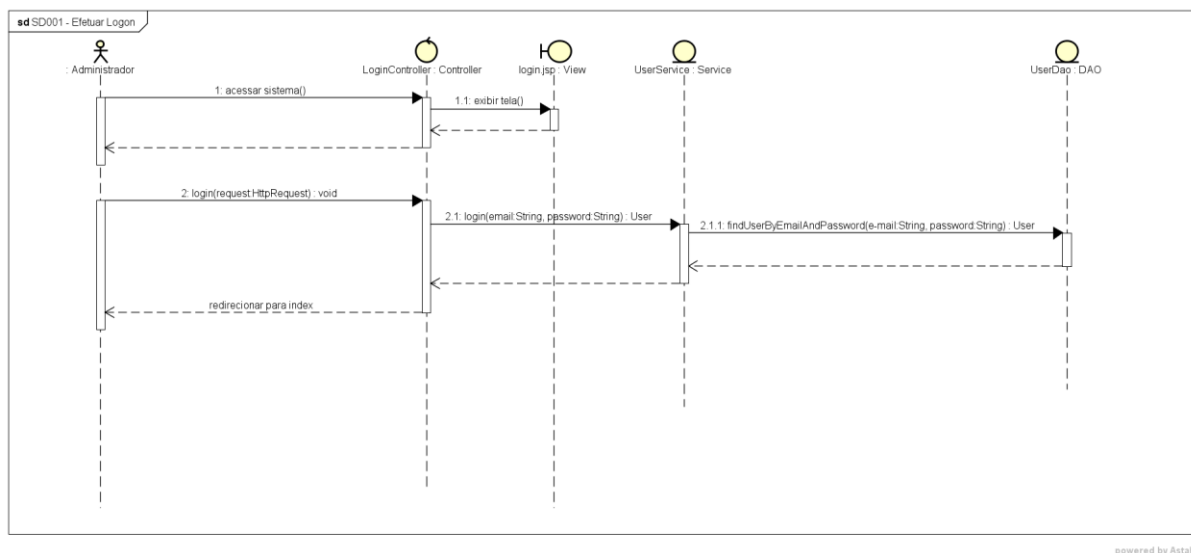 sd SD001 - Efetuar Logon
: Administrador
LoginController : Controller
login.jsp : View
UserService : Service
UserDao : DAO
1: acessar sistema()
1.1: exibir tela()
2: login(request:HttpRequest) : void
2.1: login(email:String, password:String) : User
2.1.1: findUserByEmailAndPassword(e-mail:String, password:String) : User
redirecionar para index
powered by